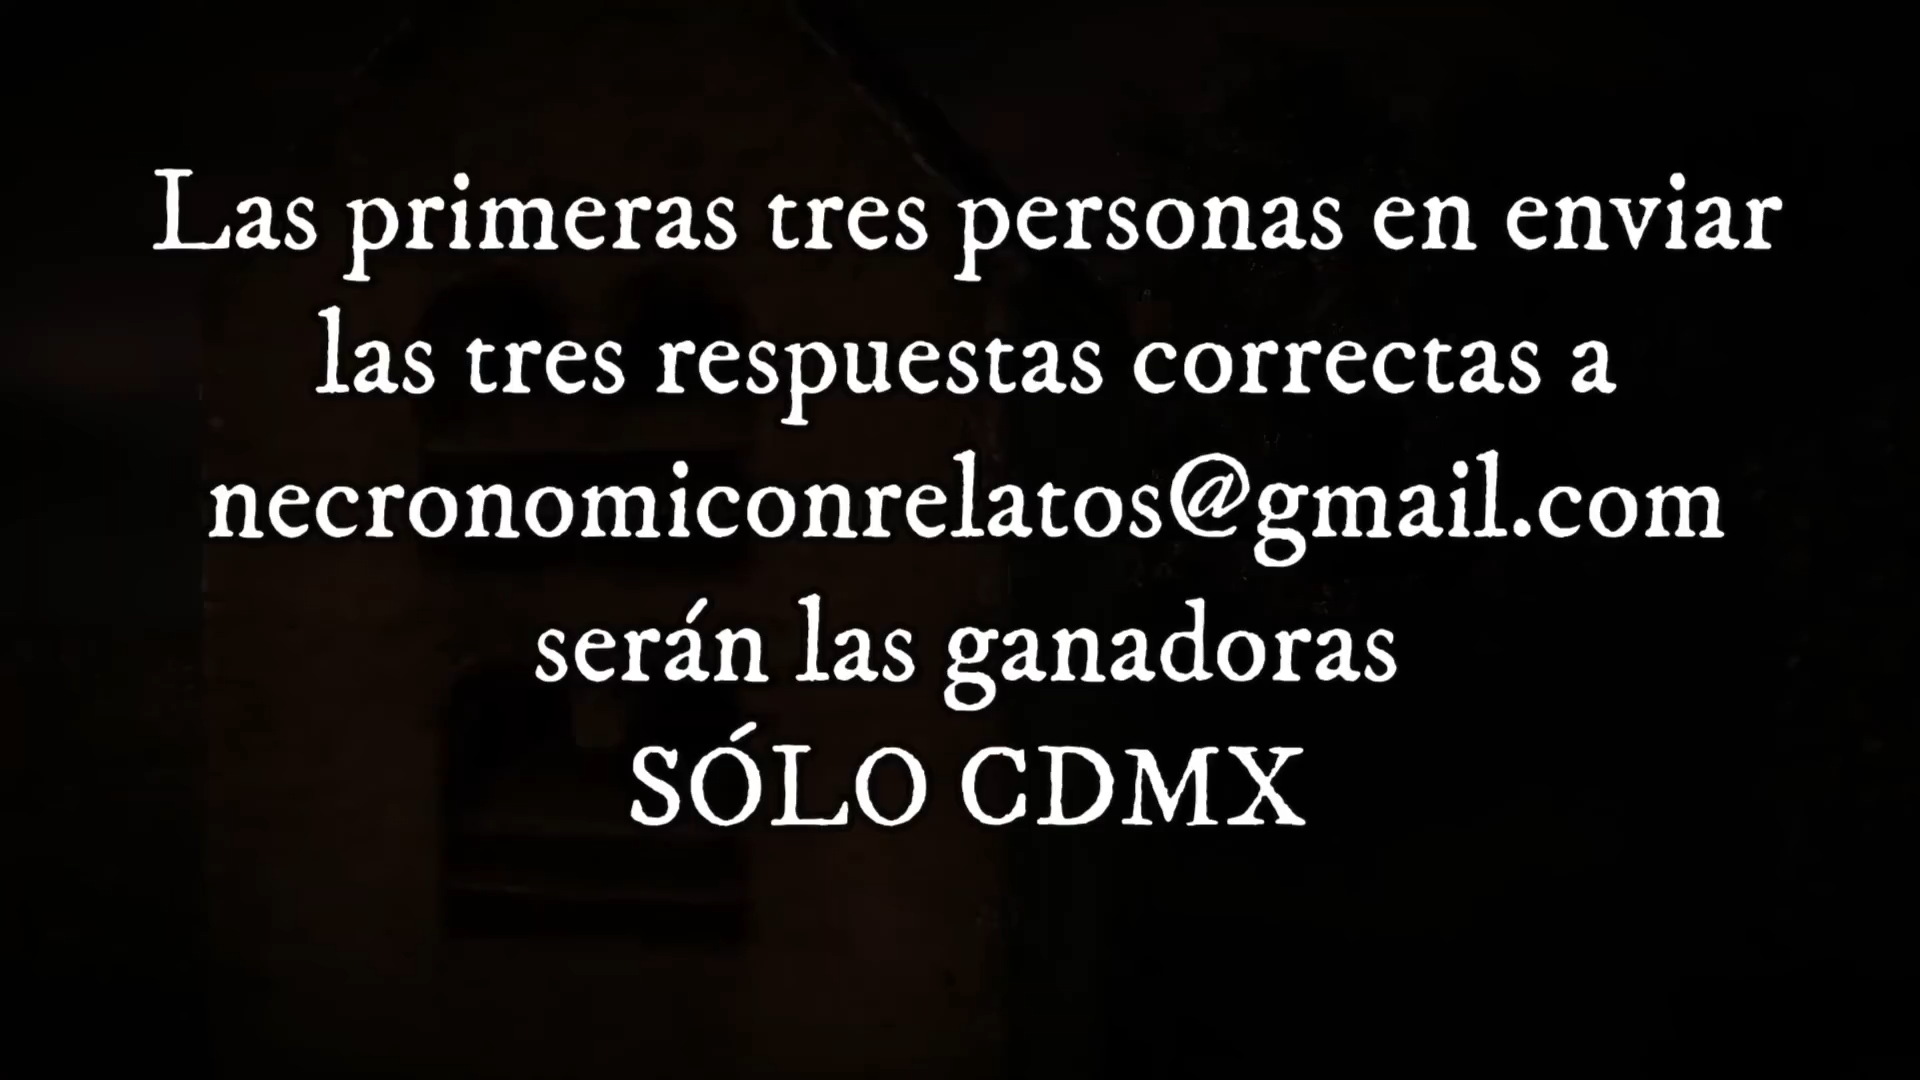 Las primeras tres personas en enviar
las tres respuestas correctas a
necronomiconrelatos@gmail.com
serán las ganadoras
SÓLO CDMX